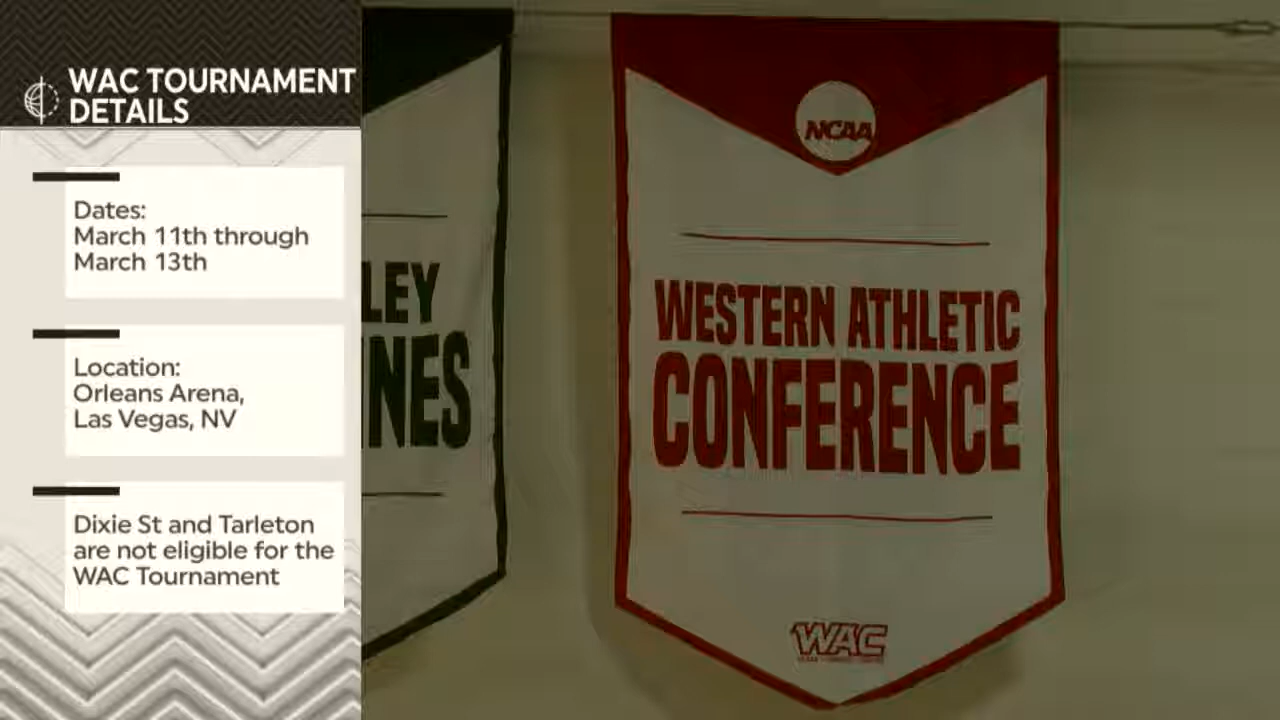 WAC TOURNAMENT
DETAILS
Dates:
March 11th through
March 13th
Location:
Orleans Arena,
Las Vegas, NV
Dixie St and Tarleton
are not eligible for the
WAC Tournament
LEY
INES
NCAA
WESTERN ATHLETIC
CONFERENCE
WAC